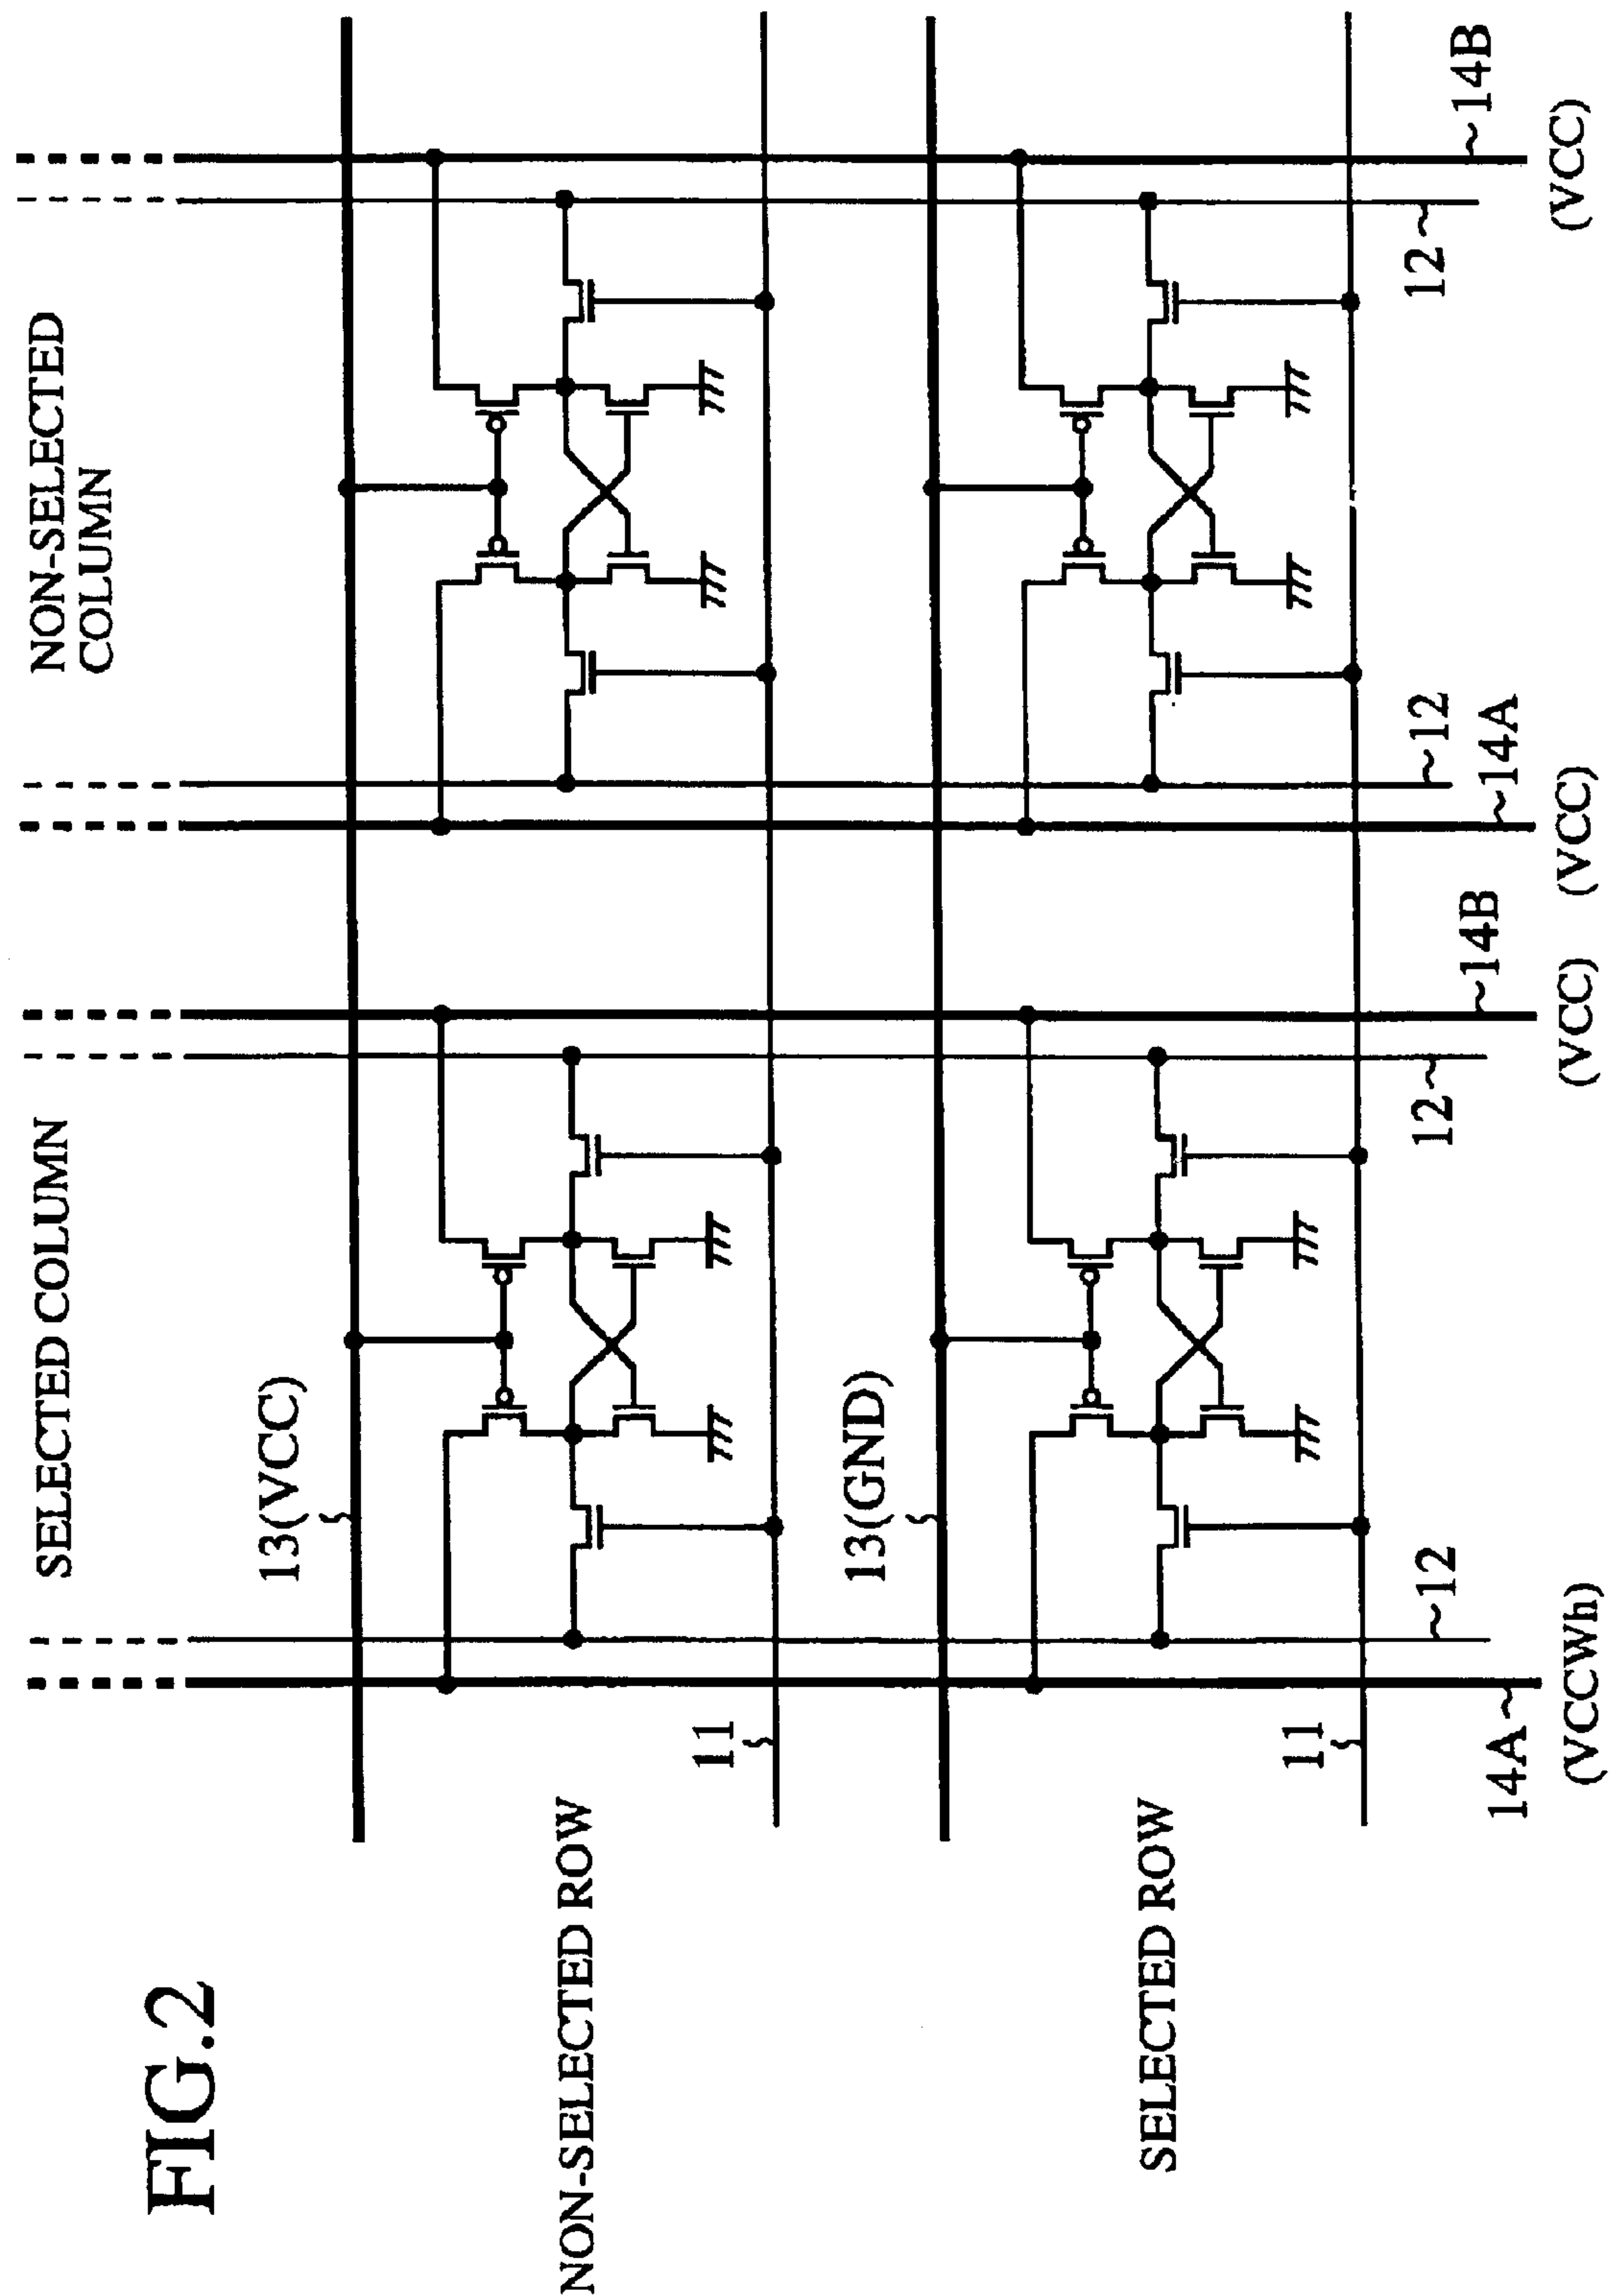 FIG.2
SELECTED COLUMN
NON-SELECTED
COLUMN
13(VCC)
NON-SELECTED ROW
11
13(GND)
SELECTED ROW
11
12
12
12
12
14A
14B
14A
14B
(VCCWh)
(VCC)
(VCC)
(VCC)